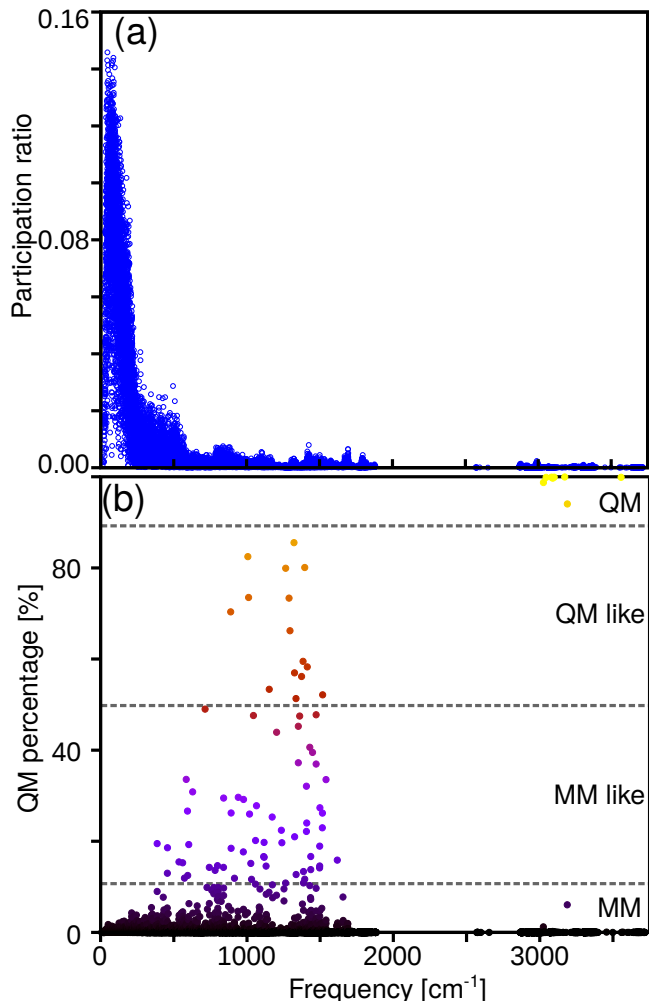 0.16
(a)
Participation ratio
0.08
0.00
(b)
QM
80
QM like
QM percentage [%]
40
MM like
MM
0
0
1000
2000
3000
Frequency [cm⁻¹]